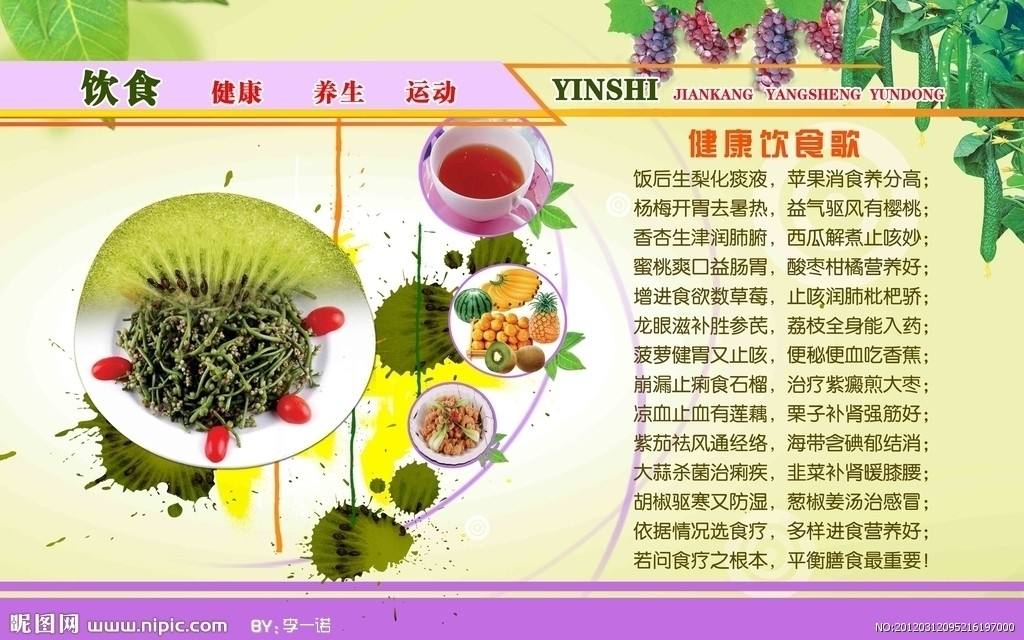 饮食 健康 养生 运动
YINSHI JIANKANG YANGSHENG YUNDONG
健康饮食歌
饭后生梨化痰液，苹果消食养分高；
杨梅开胃去暑热，益气驱风有樱桃；
香杏生津润肺腑，西瓜解煮止咳妙；
蜜桃爽口益肠胃，酸枣柑橘营养好；
增进食欲数草莓，止咳润肺枇杷骄；
龙眼滋补胜参芪，荔枝全身能入药；
菠萝健胃又止咳，便秘便血吃香蕉；
崩漏止痢食石榴，治疗紫癜煎大枣；
凉血止血有莲藕，栗子补肾强筋好；
紫茄祛风通经络，海带含碘郁结消；
大蒜杀菌治痢疾，韭菜补肾暖膝腰；
胡椒驱寒又防湿，葱椒姜汤治感冒；
依据情况选食疗，多样进食营养好；
若问食疗之根本，平衡膳食最重要！
昵图网 www.nipic.com BY：李一诺
NO:20120312095216197000